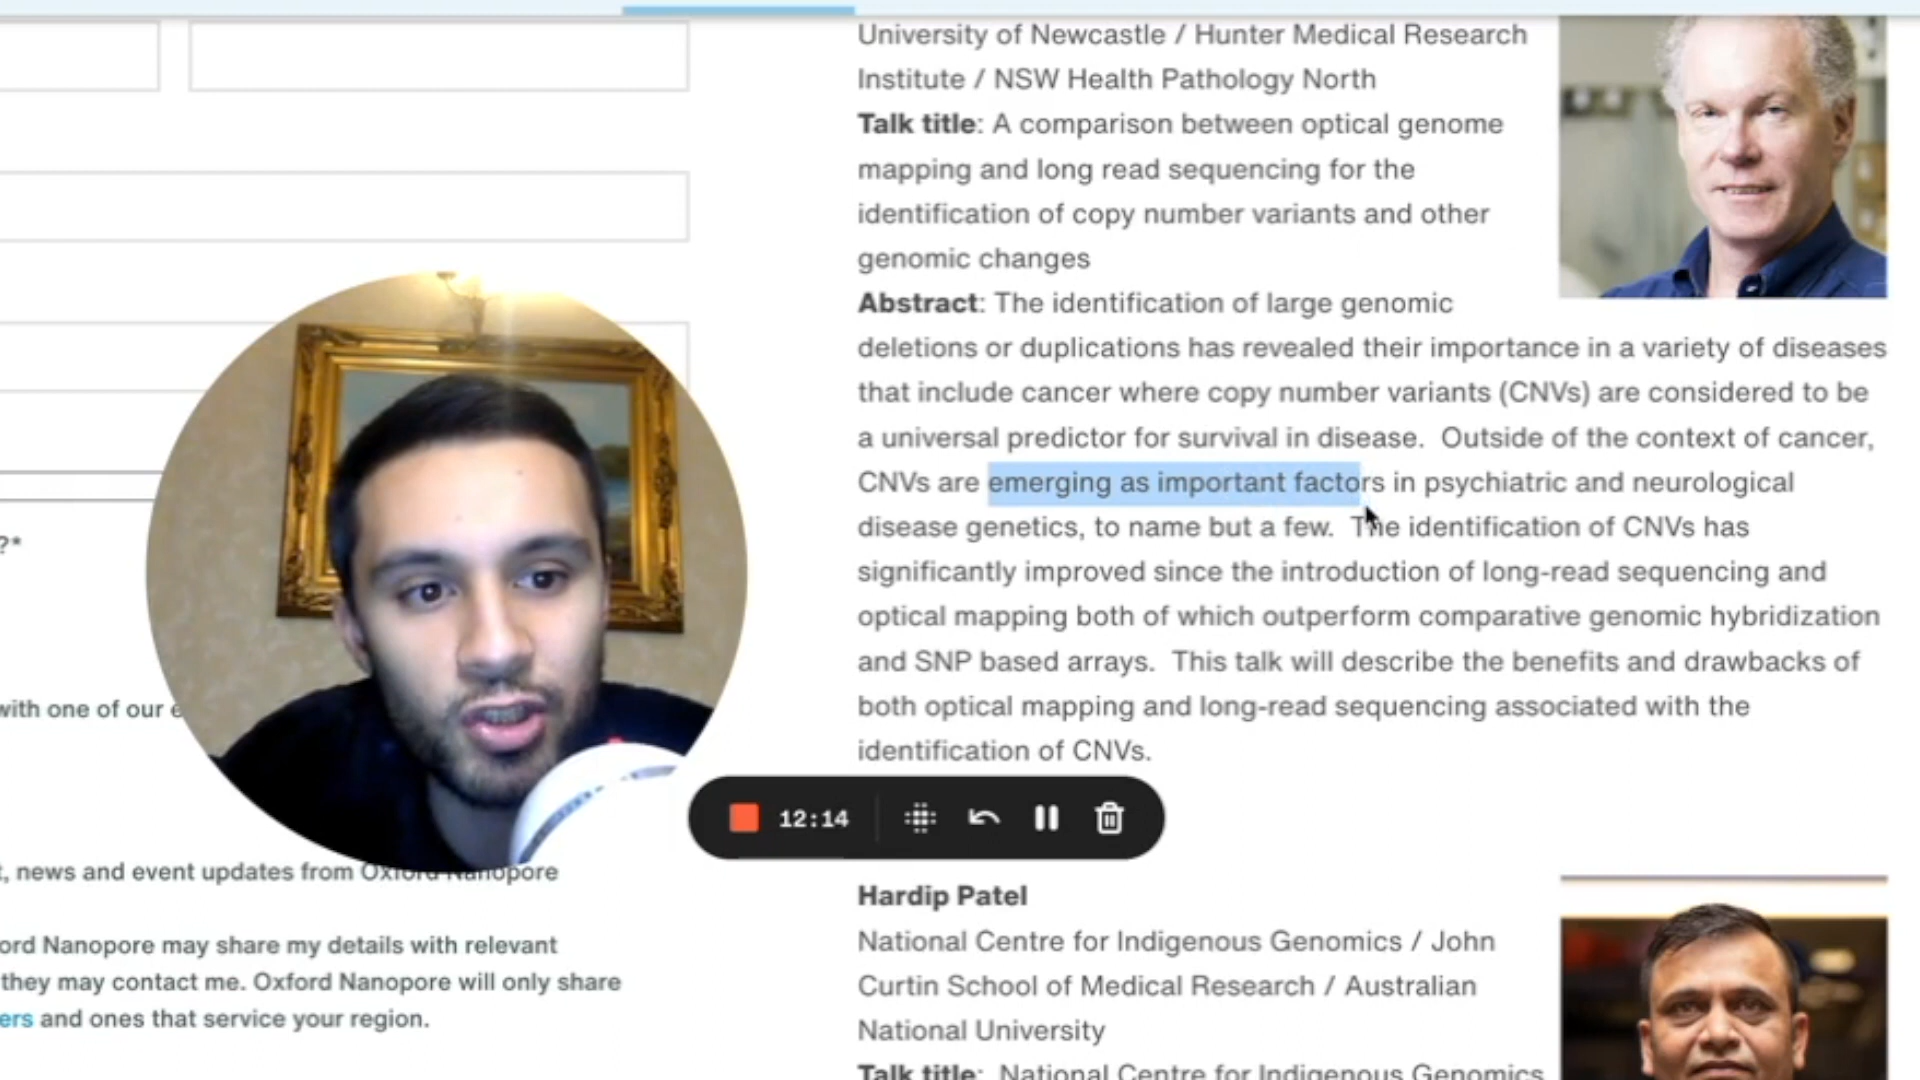 University of Newcastle / Hunter Medical Research
Institute / NSW Health Pathology North
Talk title: A comparison between optical genome
mapping and long read sequencing for the
identification of copy number variants and other
genomic changes
Abstract: The identification of large genomic
deletions or duplications has revealed their importance in a variety of diseases
that include cancer where copy number variants (CNVs) are considered to be
a universal predictor for survival in disease. Outside of the context of cancer,
CNVs are emerging as important factors in psychiatric and neurological
disease genetics, to name but a few. The identification of CNVs has
significantly improved since the introduction of long-read sequencing and
optical mapping both of which outperform comparative genomic hybridization
and SNP based arrays. This talk will describe the benefits and drawbacks of
both optical mapping and long-read sequencing associated with the
identification of CNVs.
?*
with one of our e
12:14
, news and event updates from Oxford Nanopore
ord Nanopore may share my details with relevant
they may contact me. Oxford Nanopore will only share
ers and ones that service your region.
Hardip Patel
National Centre for Indigenous Genomics / John
Curtin School of Medical Research / Australian
National University
Talk title: National Centre for Indigenous Genomics